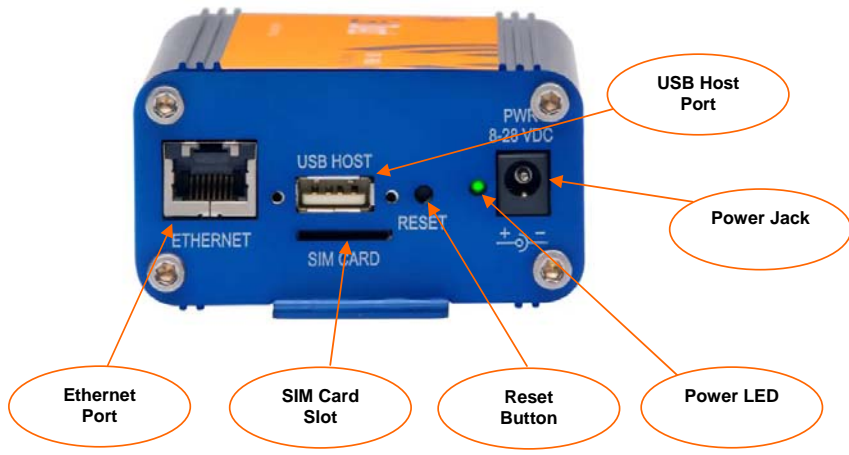 USB Host
Port
PWR
8-28 VDC
USB HOST
RESET
ETHERNET
SIM CARD
+ −
Power Jack
Ethernet
Port
SIM Card
Slot
Reset
Button
Power LED